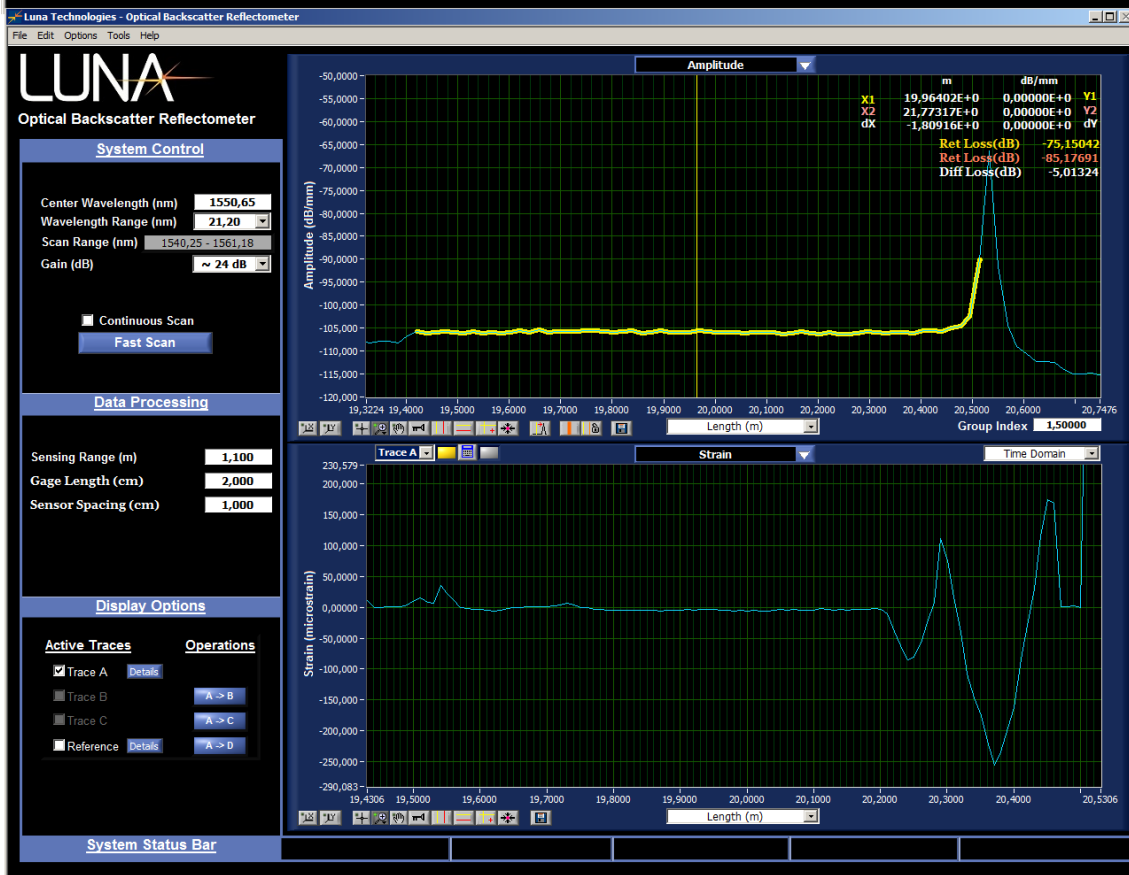 Luna Technologies - Optical Backscatter Reflectometer
File Edit Options Tools Help
LUNA
Optical Backscatter Reflectometer
System Control
Center Wavelength (nm) 1550,65
Wavelength Range (nm) 21,20
Scan Range (nm) 1540,25 - 1561,18
Gain (dB) ~ 24 dB
Continuous Scan
Fast Scan
Data Processing
Sensing Range (m) 1,100
Gage Length (cm) 2,000
Sensor Spacing (cm) 1,000
Display Options
Active Traces Operations
Trace A Details
Trace B A -> B
Trace C A -> C
Reference Details A -> D
System Status Bar
Amplitude
m dB/mm
X1 19,96402E+0 0,00000E+0 Y1
X2 21,77317E+0 0,00000E+0 Y2
dX -1,80916E+0 0,00000E+0 dY
Ret Loss(dB) -75,15042
Ret Loss(dB) -85,17691
Diff Loss(dB) -5,01324
Amplitude (dB/mm)
-50,0000
-55,0000
-60,0000
-65,0000
-70,0000
-75,0000
-80,0000
-85,0000
-90,0000
-95,0000
-100,000
-105,000
-110,000
-115,000
-120,000
19,3224 19,4000 19,5000 19,6000 19,7000 19,8000 19,9000 20,0000 20,1000 20,2000 20,3000 20,4000 20,5000 20,6000 20,7476
Length (m)
Group Index 1,50000
Trace A
Strain
Time Domain
Strain (microstrain)
230,579
200,000
150,000
100,000
50,0000
0,00000
-50,0000
-100,000
-150,000
-200,000
-250,000
-290,083
19,4306 19,5000 19,6000 19,7000 19,8000 19,9000 20,0000 20,1000 20,2000 20,3000 20,4000 20,5306
Length (m)